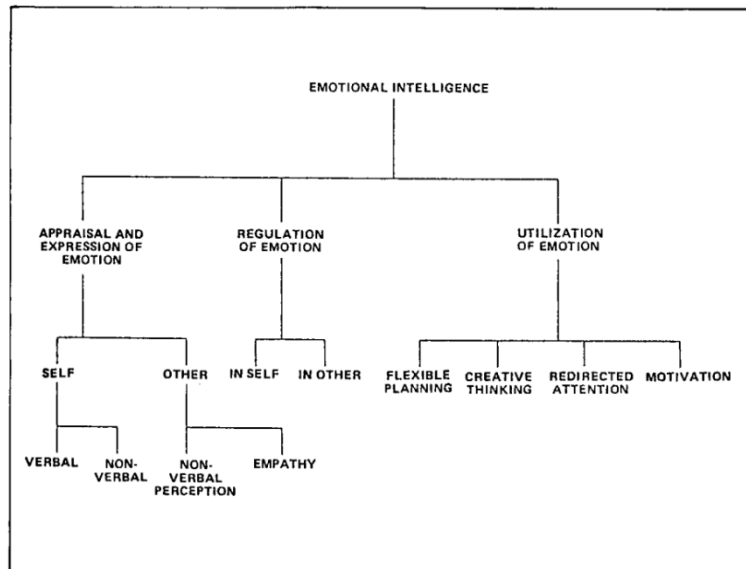 EMOTIONAL INTELLIGENCE
APPRAISAL AND
EXPRESSION OF
EMOTION
REGULATION
OF EMOTION
UTILIZATION
OF EMOTION
SELF
OTHER
IN SELF
IN OTHER
FLEXIBLE
PLANNING
CREATIVE
THINKING
REDIRECTED
ATTENTION
MOTIVATION
VERBAL
NON-
VERBAL
NON-
VERBAL
PERCEPTION
EMPATHY